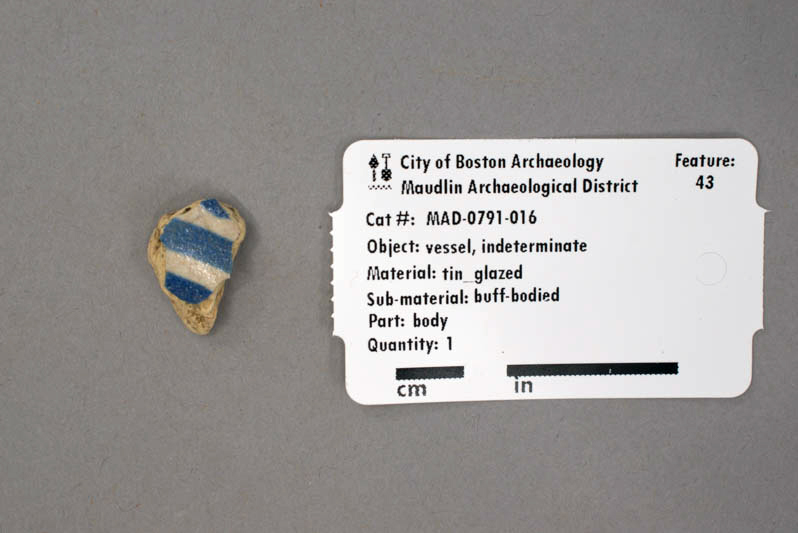 City of Boston Archaeology
Maudlin Archaeological District
Feature:
43
Cat #: MAD-0791-016
Object: vessel, indeterminate
Material: tin_glazed
Sub-material: buff-bodied
Part: body
Quantity: 1
cm
in